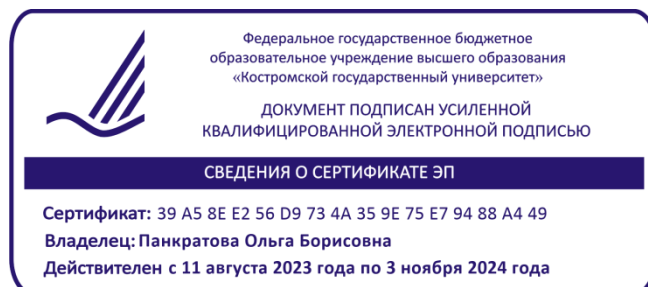 Федеральное государственное бюджетное
образовательное учреждение высшего образования
«Костромской государственный университет»
ДОКУМЕНТ ПОДПИСАН УСИЛЕННОЙ
КВАЛИФИЦИРОВАННОЙ ЭЛЕКТРОННОЙ ПОДПИСЬЮ
СВЕДЕНИЯ О СЕРТИФИКАТЕ ЭП
Сертификат: 39 A5 8E E2 56 D9 73 4A 35 9E 75 E7 94 88 A4 49
Владелец: Панкратова Ольга Борисовна
Действителен с 11 августа 2023 года по 3 ноября 2024 года